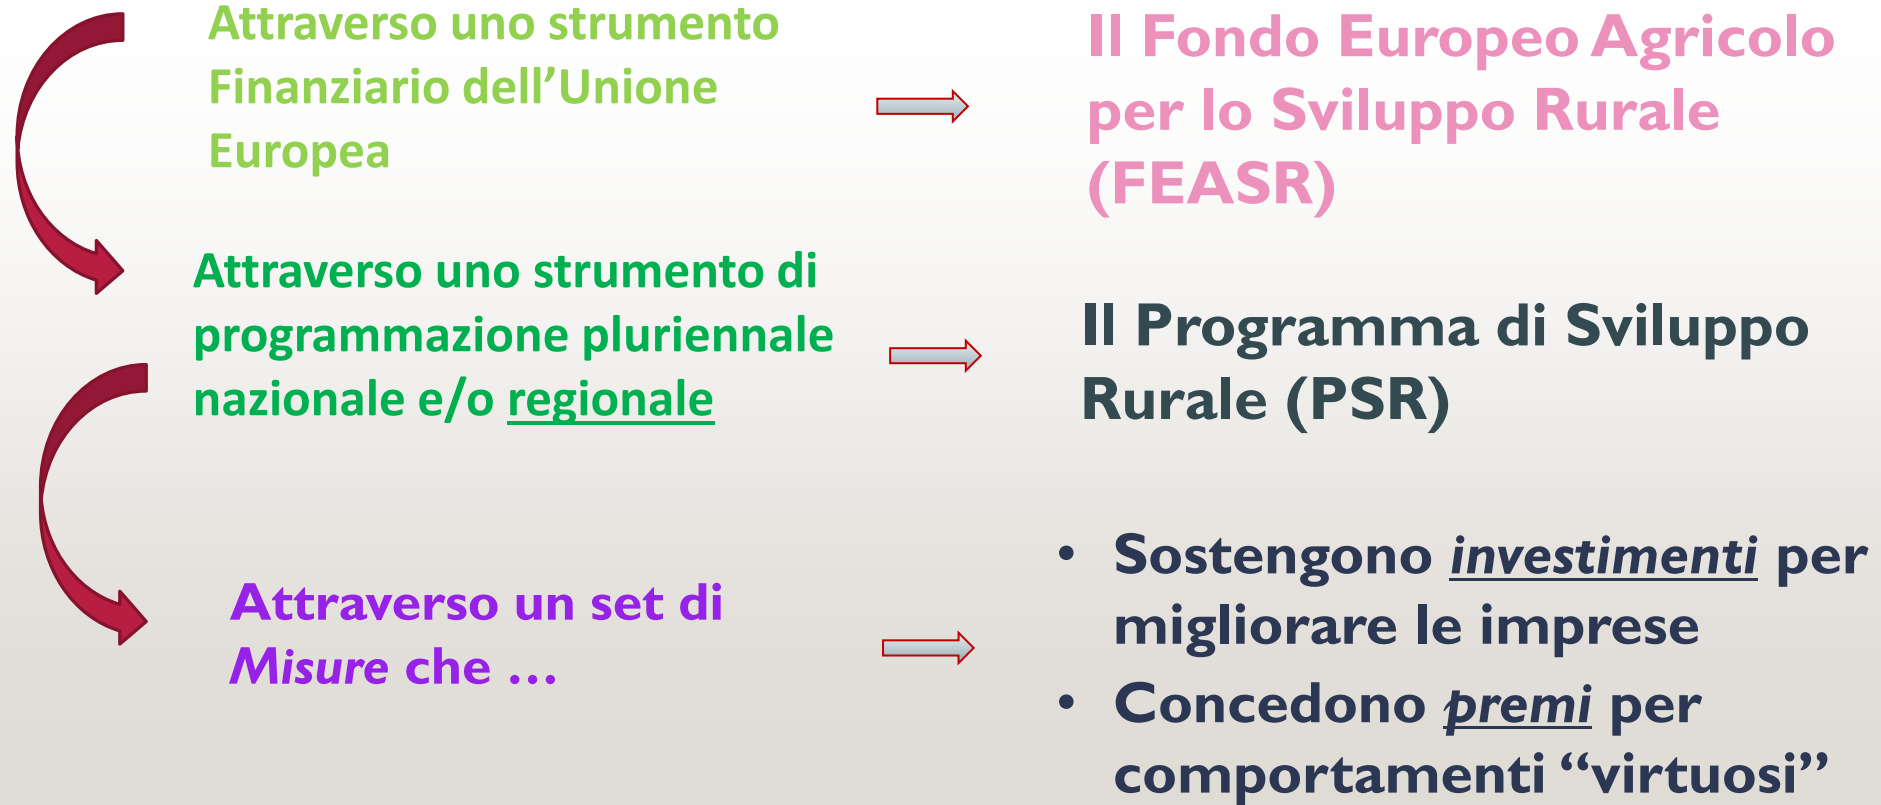 Attraverso uno strumento
Finanziario dell’Unione
Europea
Il Fondo Europeo Agricolo
per lo Sviluppo Rurale
(FEASR)
Attraverso uno strumento di
programmazione pluriennale
nazionale e/o regionale
Il Programma di Sviluppo
Rurale (PSR)
Attraverso un set di
Misure che …
• Sostengono investimenti per
migliorare le imprese
• Concedono premi per
comportamenti “virtuosi”